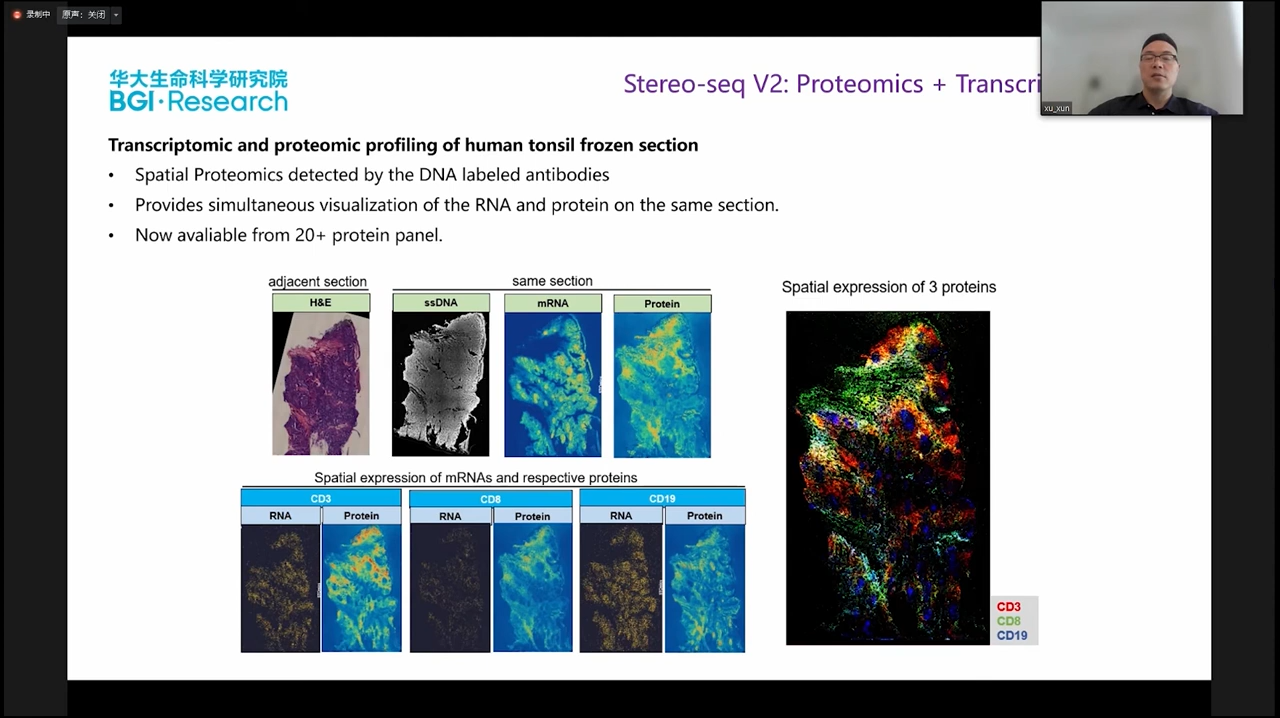 录制中 原声: 关闭
华大生命科学研究院
BGI·Research
Stereo-seq V2: Proteomics + Transcri
xu_xun
Transcriptomic and proteomic profiling of human tonsil frozen section
• Spatial Proteomics detected by the DNA labeled antibodies
• Provides simultaneous visualization of the RNA and protein on the same section.
• Now avaliable from 20+ protein panel.
adjacent section same section
H&E ssDNA mRNA Protein
Spatial expression of 3 proteins
Spatial expression of mRNAs and respective proteins
CD3 CD8 CD19
RNA Protein RNA Protein RNA Protein
CD3
CD8
CD19